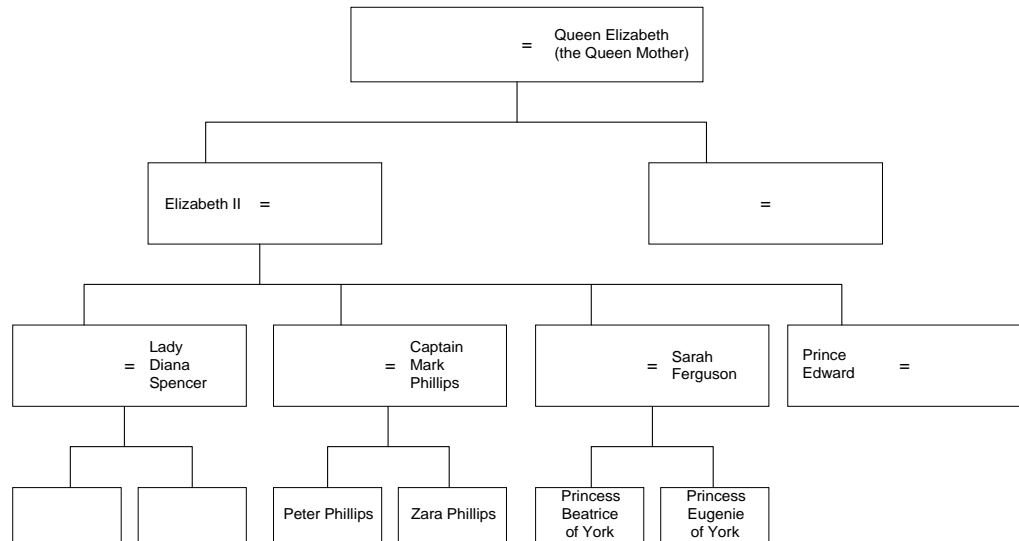 = Queen Elizabeth
(the Queen Mother)
Elizabeth II =
=
= Lady
Diana
Spencer
= Captain
Mark
Phillips
= Sarah
Ferguson
Prince
Edward =
Peter Phillips
Zara Phillips
Princess
Beatrice
of York
Princess
Eugenie
of York